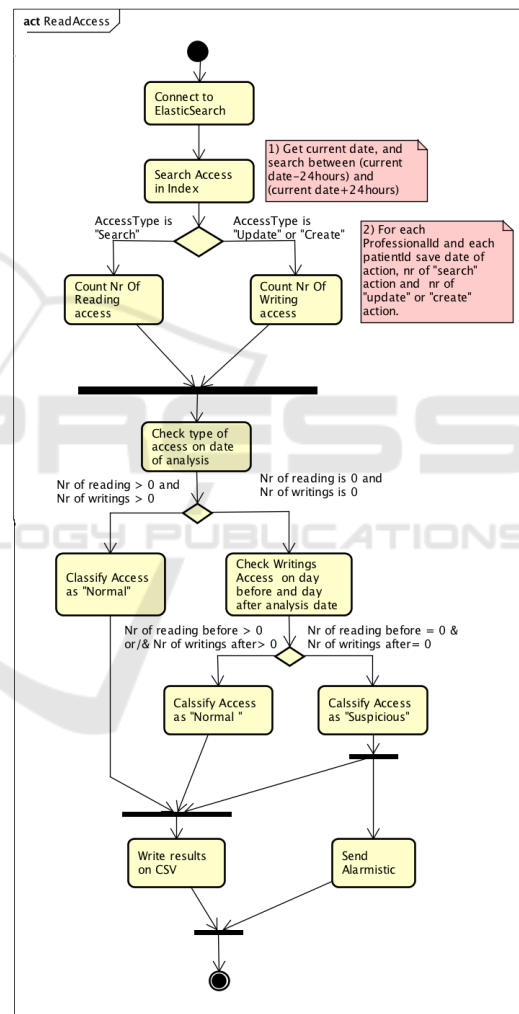 act ReadAccess
Connect to
ElasticSearch
1) Get current date, and
search between (current
date-24hours) and
(current date+24hours)
Search Access
in Index
AccessType is
"Search"
AccessType is
"Update" or "Create"
2) For each
ProfessionalId and each
patientId save date of
action, nr of "search"
action and nr of
"update" or "create"
action.
Count Nr Of
Reading
access
Count Nr Of
Writing
access
Check type of
access on date
of analysis
Nr of reading > 0 and
Nr of writings > 0
Nr of reading is 0 and
Nr of writings is 0
Classify Access
as "Normal"
Check Writings
Access on day
before and day
after analysis date
Nr of reading before > 0
or/& Nr of writings after> 0
Nr of reading before = 0 &
Nr of writings after= 0
Calssify Access
as "Normal "
Calssify Access
as "Suspicious"
Write results
on CSV
Send
Alarmistic
PRESS
LOGY PUBLICATIONS